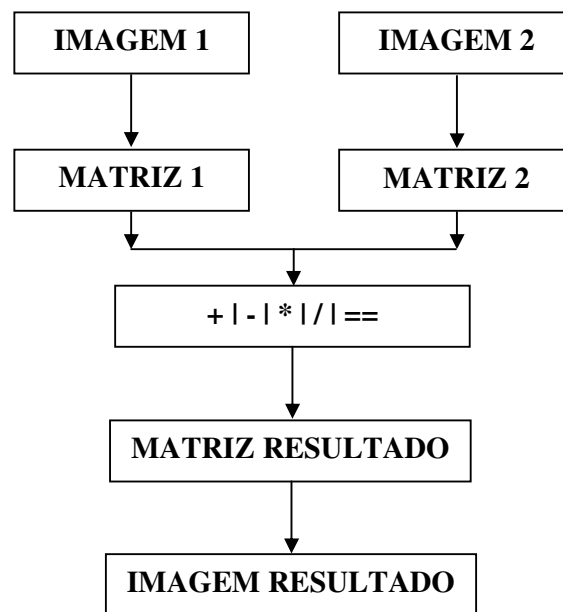 IMAGEM 1
IMAGEM 2
MATRIZ 1
MATRIZ 2
+ | - | * | / | ==
MATRIZ RESULTADO
IMAGEM RESULTADO